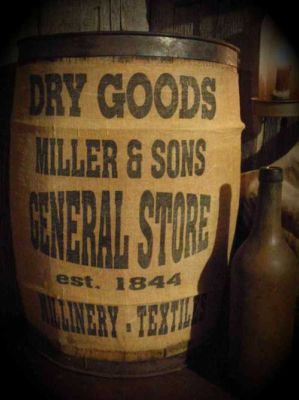 DRY GOODS
MILLER & SONS
GENERAL STORE
est. 1844
MILLINERY - TEXTILES